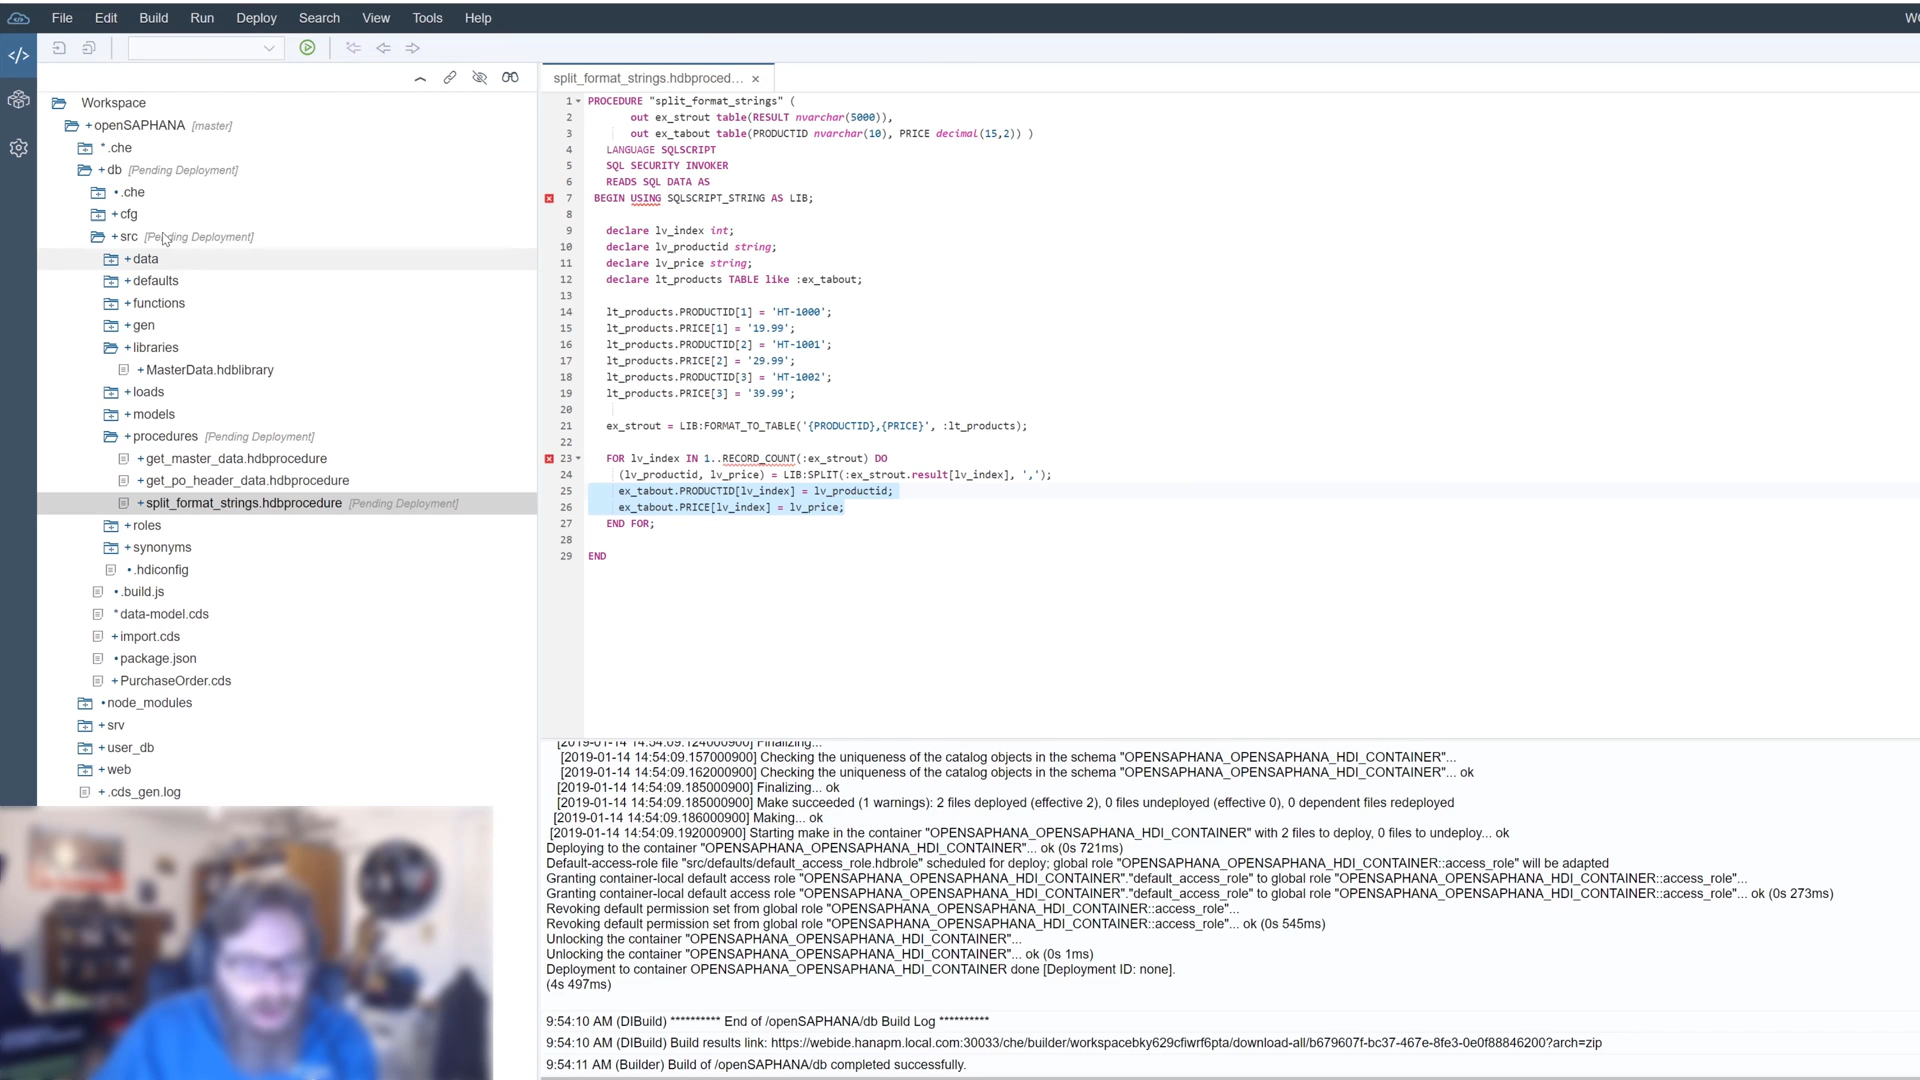 File Edit Build Run Deploy Search View Tools Help
split_format_strings.hdbproced... ×
Workspace
+openSAPHANA [master]
*.che
+db [Pending Deployment]
•.che
+cfg
+src [Pending Deployment]
+data
+defaults
+functions
+gen
+libraries
+MasterData.hdblibrary
+loads
+models
+procedures [Pending Deployment]
+get_master_data.hdbprocedure
+get_po_header_data.hdbprocedure
+split_format_strings.hdbprocedure [Pending Deployment]
+roles
+synonyms
•.hdiconfig
•.build.js
*data-model.cds
+import.cds
•package.json
+PurchaseOrder.cds
•node_modules
+srv
+user_db
+web
+.cds_gen.log
1 PROCEDURE "split_format_strings" (
2 out ex_strout table(RESULT nvarchar(5000)),
3 out ex_tabout table(PRODUCTID nvarchar(10), PRICE decimal(15,2)) )
4 LANGUAGE SQLSCRIPT
5 SQL SECURITY INVOKER
6 READS SQL DATA AS
7 BEGIN USING SQLSCRIPT_STRING AS LIB;
8
9 declare lv_index int;
10 declare lv_productid string;
11 declare lv_price string;
12 declare lt_products TABLE like :ex_tabout;
13
14 lt_products.PRODUCTID[1] = 'HT-1000';
15 lt_products.PRICE[1] = '19.99';
16 lt_products.PRODUCTID[2] = 'HT-1001';
17 lt_products.PRICE[2] = '29.99';
18 lt_products.PRODUCTID[3] = 'HT-1002';
19 lt_products.PRICE[3] = '39.99';
20
21 ex_strout = LIB:FORMAT_TO_TABLE('{PRODUCTID},{PRICE}', :lt_products);
22
23 FOR lv_index IN 1..RECORD_COUNT(:ex_strout) DO
24 (lv_productid, lv_price) = LIB:SPLIT(:ex_strout.result[lv_index], ',');
25 ex_tabout.PRODUCTID[lv_index] = lv_productid;
26 ex_tabout.PRICE[lv_index] = lv_price;
27 END FOR;
28
29 END
[2019-01-14 14:54:09.124000900] Finalizing...
[2019-01-14 14:54:09.157000900] Checking the uniqueness of the catalog objects in the schema "OPENSAPHANA_OPENSAPHANA_HDI_CONTAINER"...
[2019-01-14 14:54:09.162000900] Checking the uniqueness of the catalog objects in the schema "OPENSAPHANA_OPENSAPHANA_HDI_CONTAINER"... ok
[2019-01-14 14:54:09.185000900] Finalizing... ok
[2019-01-14 14:54:09.185000900] Make succeeded (1 warnings): 2 files deployed (effective 2), 0 files undeployed (effective 0), 0 dependent files redeployed
[2019-01-14 14:54:09.186000900] Making... ok
[2019-01-14 14:54:09.192000900] Starting make in the container "OPENSAPHANA_OPENSAPHANA_HDI_CONTAINER" with 2 files to deploy, 0 files to undeploy... ok
Deploying to the container "OPENSAPHANA_OPENSAPHANA_HDI_CONTAINER"... ok (0s 721ms)
Default-access-role file "src/defaults/default_access_role.hdbrole" scheduled for deploy; global role "OPENSAPHANA_OPENSAPHANA_HDI_CONTAINER::access_role" will be adapted
Granting container-local default access role "OPENSAPHANA_OPENSAPHANA_HDI_CONTAINER"."default_access_role" to global role "OPENSAPHANA_OPENSAPHANA_HDI_CONTAINER::access_role"...
Granting container-local default access role "OPENSAPHANA_OPENSAPHANA_HDI_CONTAINER"."default_access_role" to global role "OPENSAPHANA_OPENSAPHANA_HDI_CONTAINER::access_role"... ok (0s 273ms)
Revoking default permission set from global role "OPENSAPHANA_OPENSAPHANA_HDI_CONTAINER::access_role"...
Revoking default permission set from global role "OPENSAPHANA_OPENSAPHANA_HDI_CONTAINER::access_role"... ok (0s 545ms)
Unlocking the container "OPENSAPHANA_OPENSAPHANA_HDI_CONTAINER"...
Unlocking the container "OPENSAPHANA_OPENSAPHANA_HDI_CONTAINER"... ok (0s 1ms)
Deployment to container OPENSAPHANA_OPENSAPHANA_HDI_CONTAINER done [Deployment ID: none].
(4s 497ms)
9:54:10 AM (DIBuild) ********** End of /openSAPHANA/db Build Log **********
9:54:10 AM (DIBuild) Build results link: https://webide.hanapm.local.com:30033/che/builder/workspacebky629cfiwrf6pta/download-all/b679607f-bc37-467e-8fe3-0e0f88846200?arch=zip
9:54:11 AM (Builder) Build of /openSAPHANA/db completed successfully.